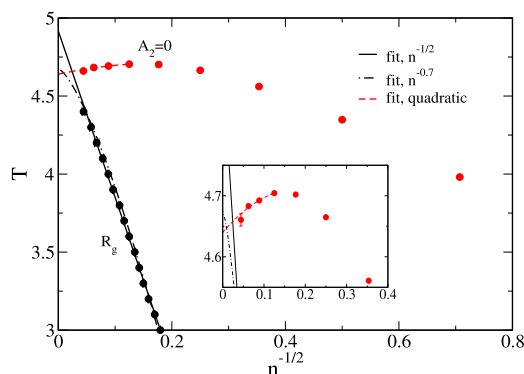 5
A₂=0
fit, n^-1/2
fit, n^-0.7
fit, quadratic
4.5
T
4
4.7
3.5
R_g
4.6
0 0.1 0.2 0.3 0.4
3
0 0.2 0.4 0.6 0.8
n^-1/2